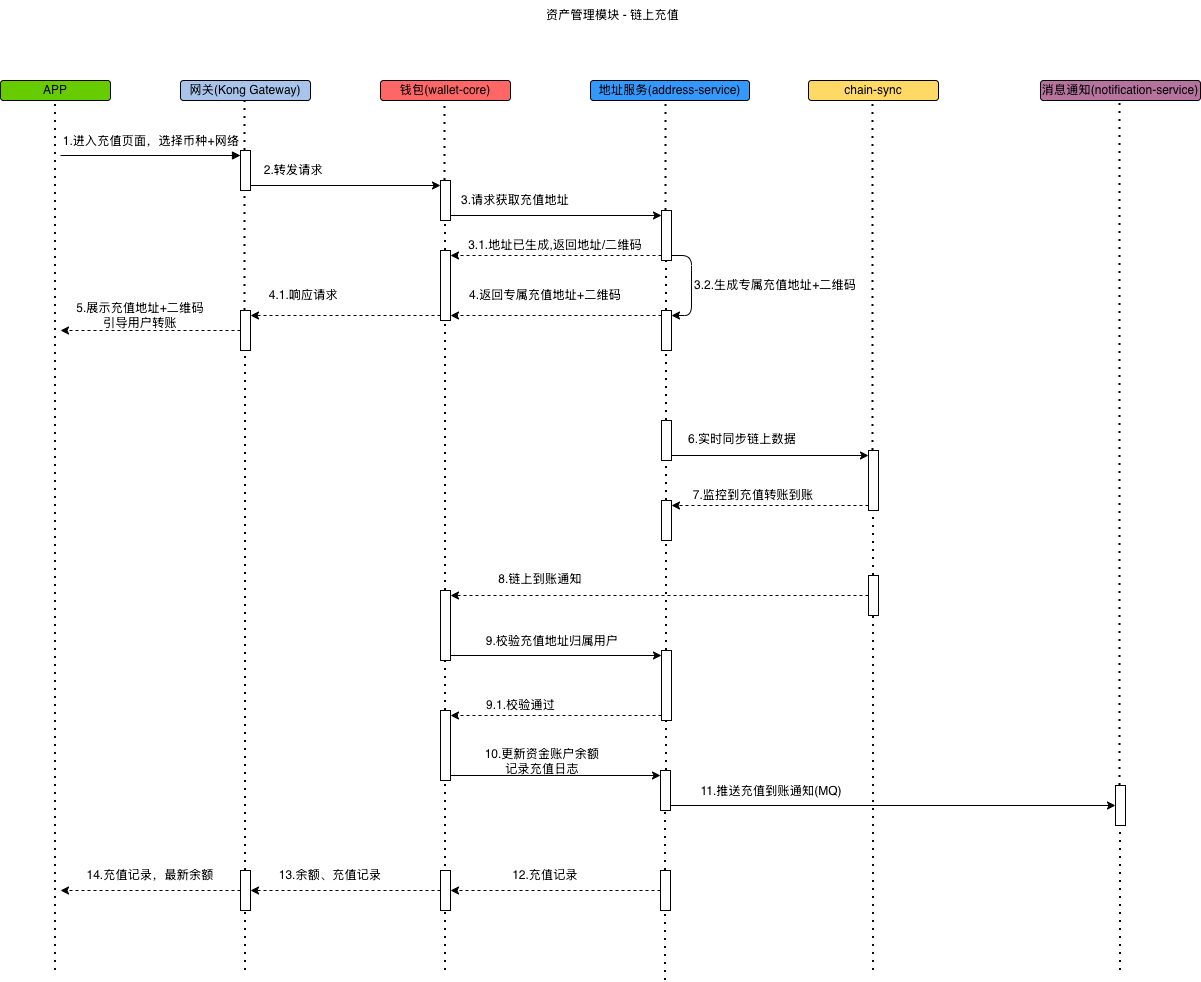 资产管理模块 - 链上充值
APP
网关(Kong Gateway)
钱包(wallet-core)
地址服务(address-service)
chain-sync
消息通知(notification-service)
1.进入充值页面，选择币种+网络
2.转发请求
3.请求获取充值地址
3.1.地址已生成,返回地址/二维码
3.2.生成专属充值地址+二维码
4.返回专属充值地址+二维码
4.1.响应请求
5.展示充值地址+二维码
引导用户转账
6.实时同步链上数据
7.监控到充值转账到账
8.链上到账通知
9.校验充值地址归属用户
9.1.校验通过
10.更新资金账户余额
记录充值日志
11.推送充值到账通知(MQ)
12.充值记录
13.余额、充值记录
14.充值记录，最新余额